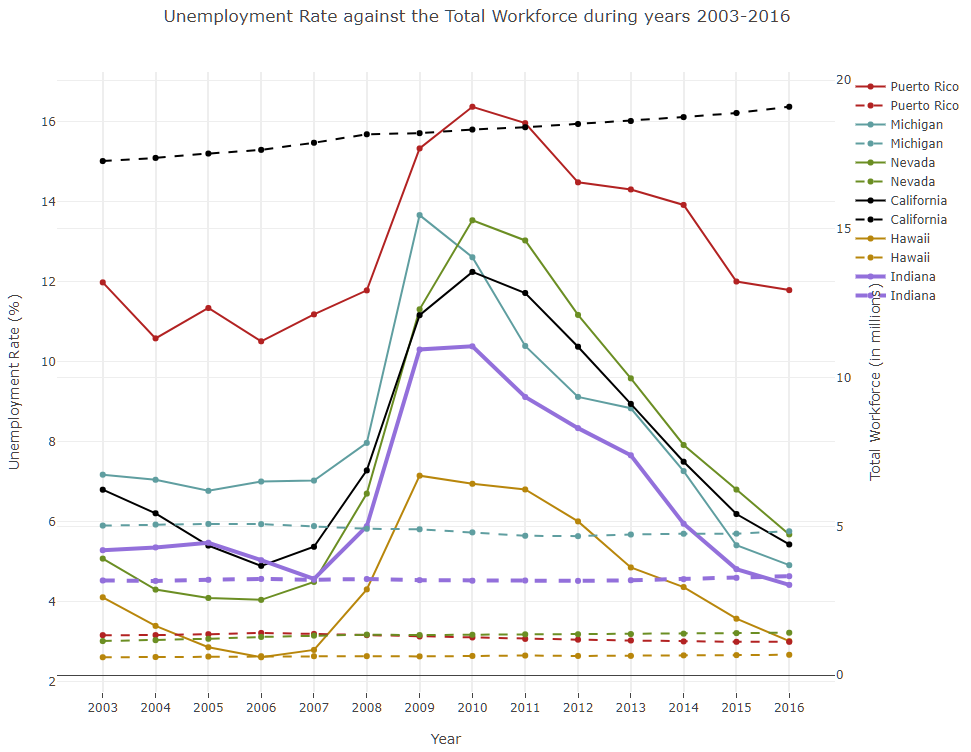 Unemployment Rate against the Total Workforce during years 2003-2016
Unemployment Rate (%)
16
14
12
10
8
6
4
2
20
15
10
5
0
Total Workforce (in millions)
Puerto Rico
Puerto Rico
Michigan
Michigan
Nevada
Nevada
California
California
Hawaii
Hawaii
Indiana
Indiana
2003 2004 2005 2006 2007 2008 2009 2010 2011 2012 2013 2014 2015 2016
Year